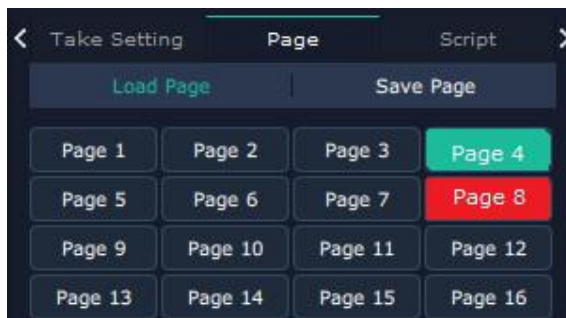 Take Setting Page Script
Load Page Save Page
Page 1 Page 2 Page 3 Page 4
Page 5 Page 6 Page 7 Page 8
Page 9 Page 10 Page 11 Page 12
Page 13 Page 14 Page 15 Page 16